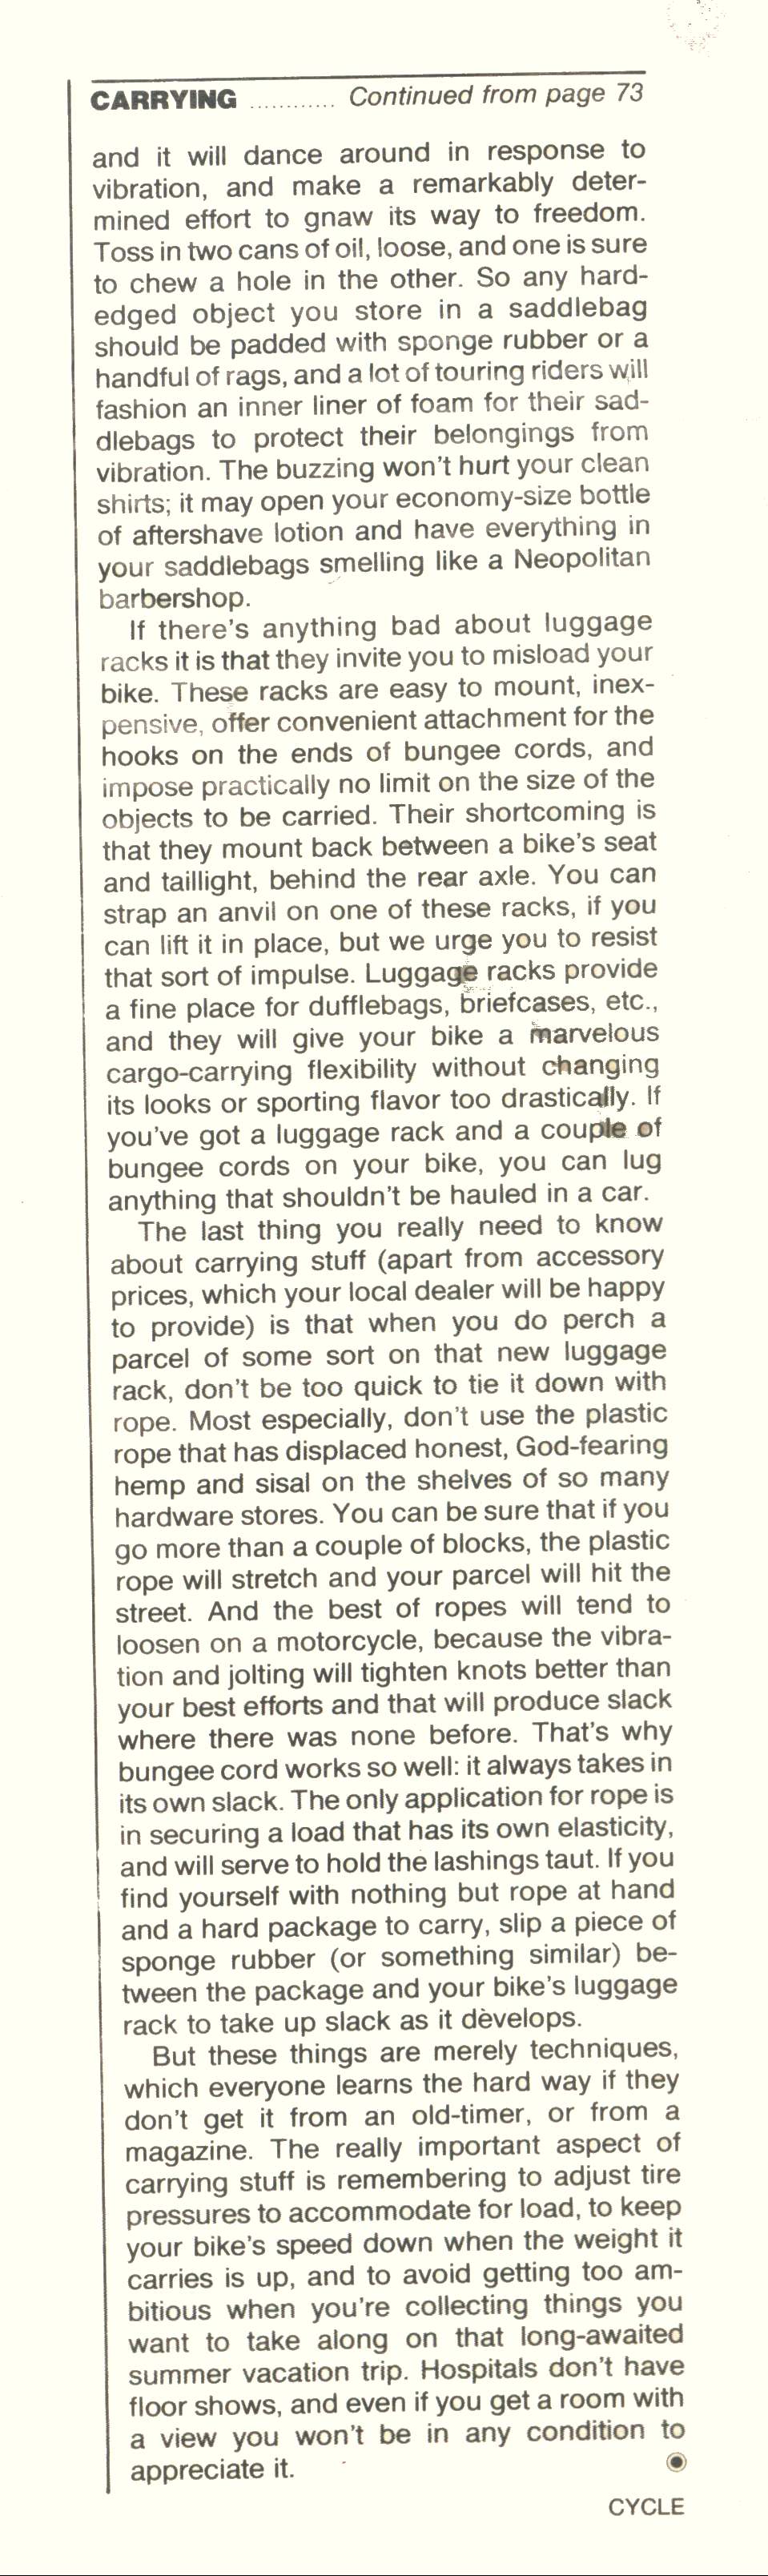 CARRYING ............ Continued from page 73
and it will dance around in response to
vibration, and make a remarkably deter-
mined effort to gnaw its way to freedom.
Toss in two cans of oil, loose, and one is sure
to chew a hole in the other. So any hard-
edged object you store in a saddlebag
should be padded with sponge rubber or a
handful of rags, and a lot of touring riders will
fashion an inner liner of foam for their sad-
dlebags to protect their belongings from
vibration. The buzzing won't hurt your clean
shirts; it may open your economy-size bottle
of aftershave lotion and have everything in
your saddlebags smelling like a Neopolitan
barbershop.
If there's anything bad about luggage
racks it is that they invite you to misload your
bike. These racks are easy to mount, inex-
pensive, offer convenient attachment for the
hooks on the ends of bungee cords, and
impose practically no limit on the size of the
objects to be carried. Their shortcoming is
that they mount back between a bike's seat
and taillight, behind the rear axle. You can
strap an anvil on one of these racks, if you
can lift it in place, but we urge you to resist
that sort of impulse. Luggage racks provide
a fine place for dufflebags, briefcases, etc.,
and they will give your bike a marvelous
cargo-carrying flexibility without changing
its looks or sporting flavor too drastically. If
you've got a luggage rack and a couple of
bungee cords on your bike, you can lug
anything that shouldn't be hauled in a car.
The last thing you really need to know
about carrying stuff (apart from accessory
prices, which your local dealer will be happy
to provide) is that when you do perch a
parcel of some sort on that new luggage
rack, don't be too quick to tie it down with
rope. Most especially, don't use the plastic
rope that has displaced honest, God-fearing
hemp and sisal on the shelves of so many
hardware stores. You can be sure that if you
go more than a couple of blocks, the plastic
rope will stretch and your parcel will hit the
street. And the best of ropes will tend to
loosen on a motorcycle, because the vibra-
tion and jolting will tighten knots better than
your best efforts and that will produce slack
where there was none before. That's why
bungee cord works so well: it always takes in
its own slack. The only application for rope is
in securing a load that has its own elasticity,
and will serve to hold the lashings taut. If you
find yourself with nothing but rope at hand
and a hard package to carry, slip a piece of
sponge rubber (or something similar) be-
tween the package and your bike's luggage
rack to take up slack as it develops.
But these things are merely techniques,
which everyone learns the hard way if they
don't get it from an old-timer, or from a
magazine. The really important aspect of
carrying stuff is remembering to adjust tire
pressures to accommodate for load, to keep
your bike's speed down when the weight it
carries is up, and to avoid getting too am-
bitious when you're collecting things you
want to take along on that long-awaited
summer vacation trip. Hospitals don't have
floor shows, and even if you get a room with
a view you won't be in any condition to
appreciate it.
CYCLE